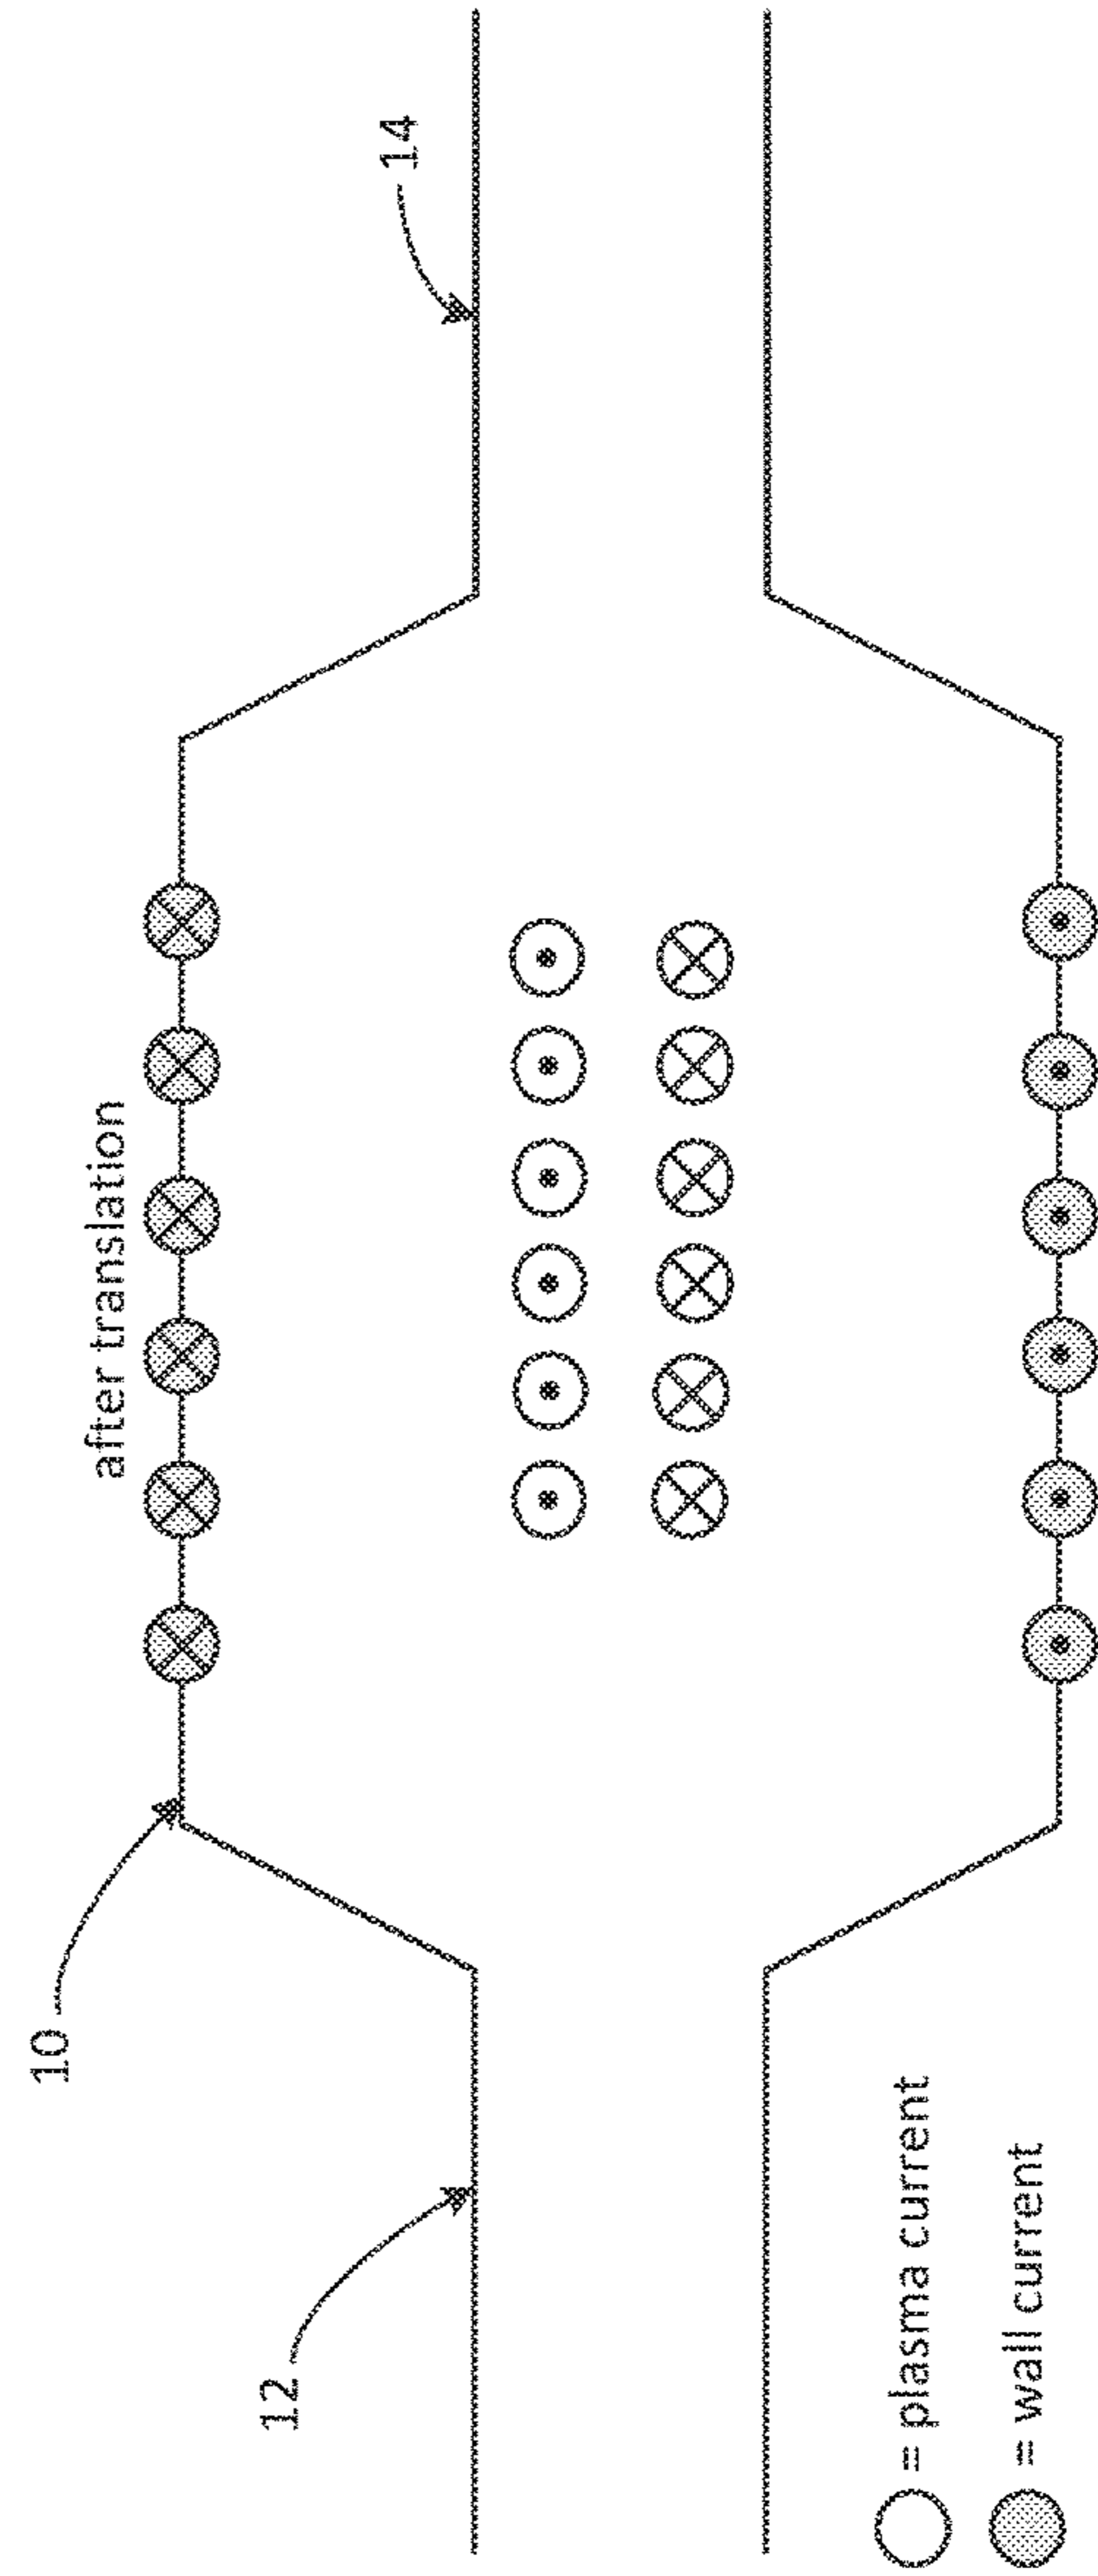 after translation
10
12
14
= plasma current
= wall current